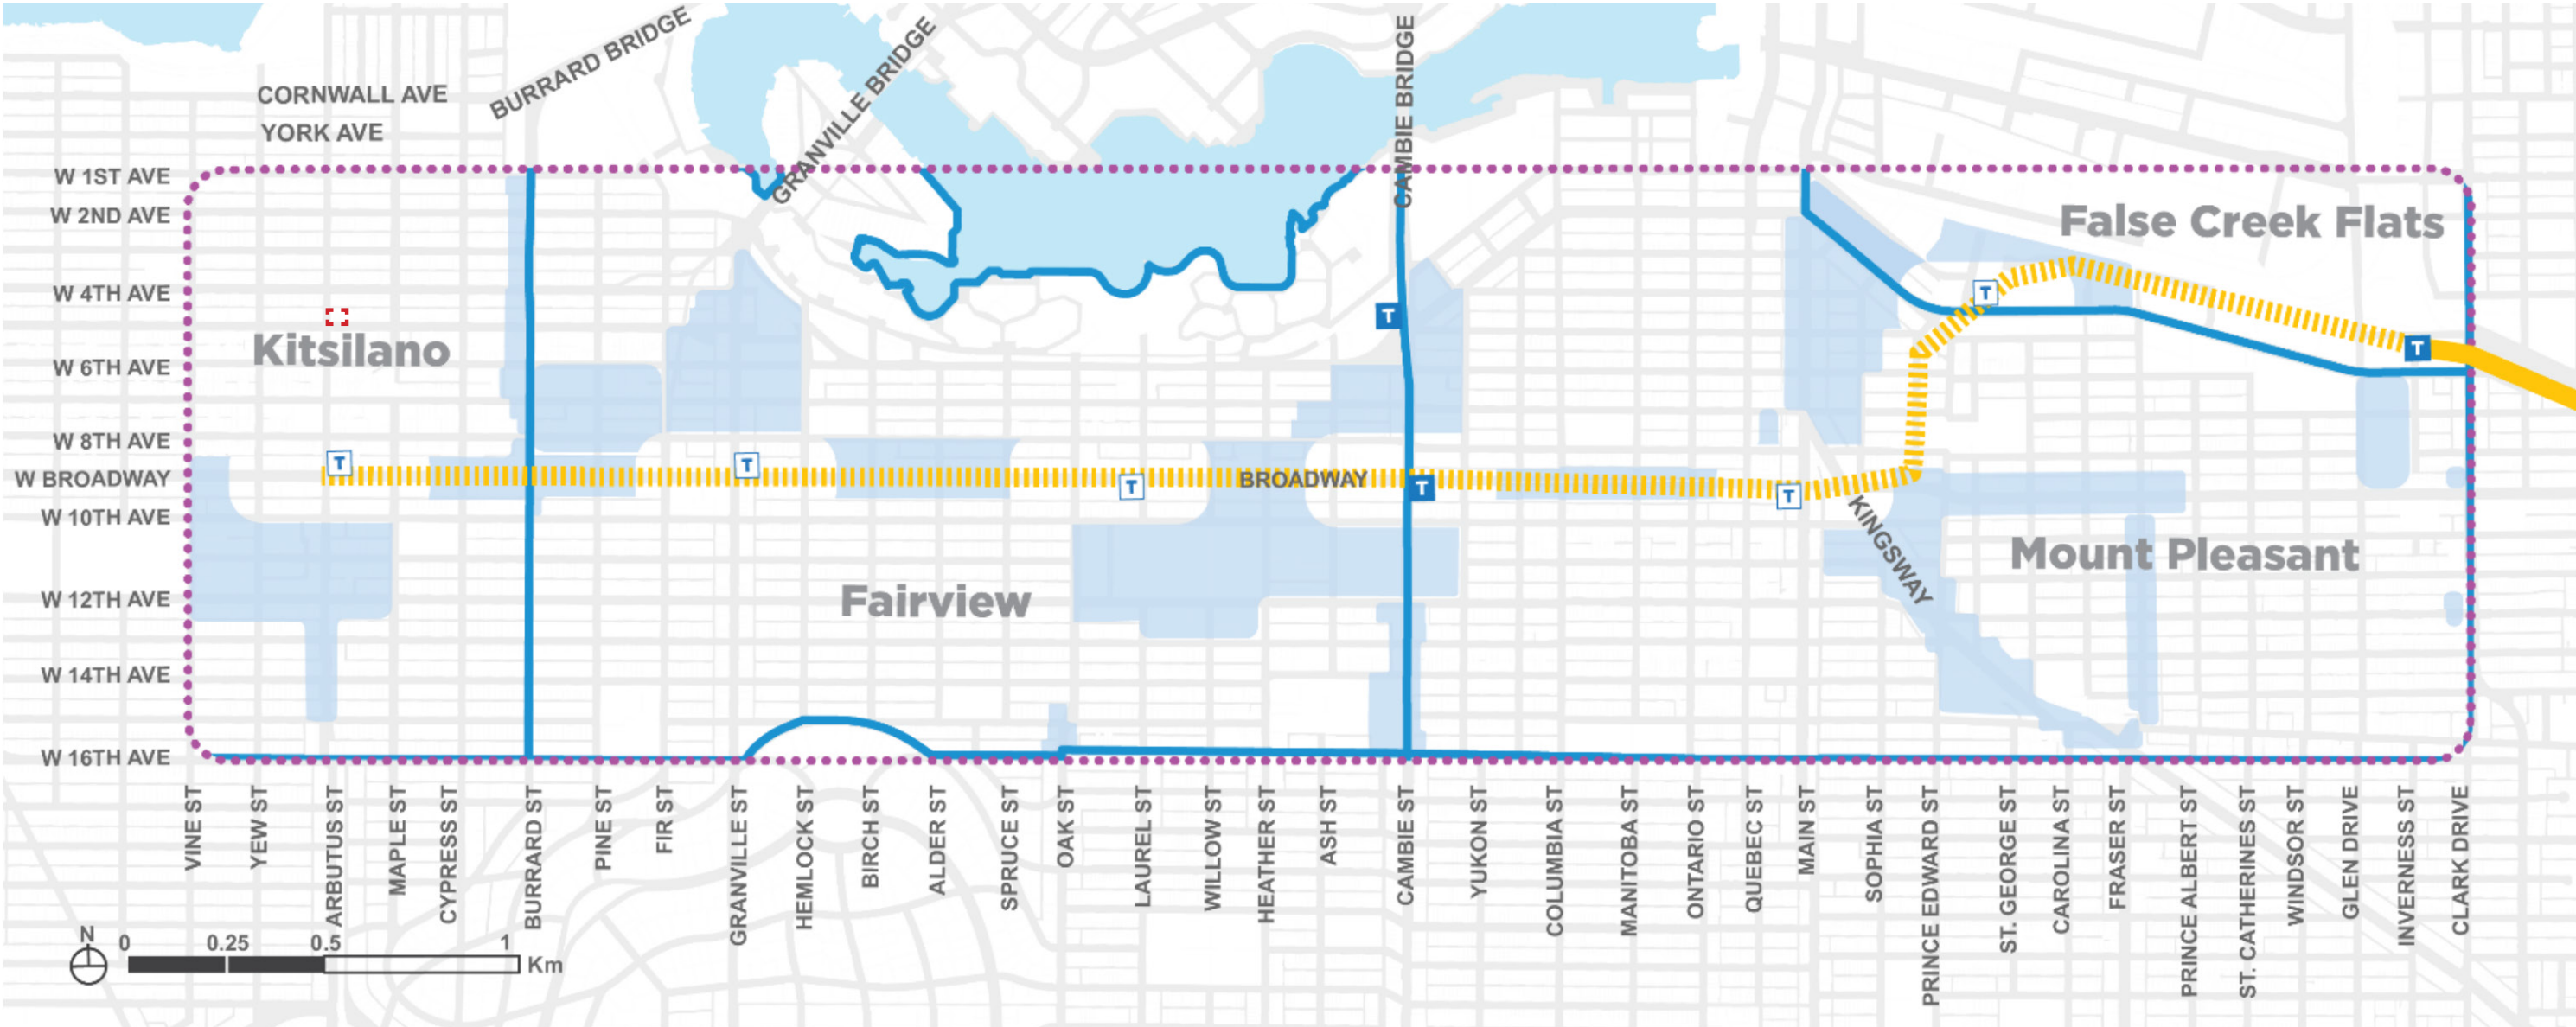 CORNWALL AVE
YORK AVE
BURRARD BRIDGE
GRANVILLE BRIDGE
CAMBIE BRIDGE
W 1ST AVE
W 2ND AVE
W 4TH AVE
W 6TH AVE
W 8TH AVE
W BROADWAY
W 10TH AVE
W 12TH AVE
W 14TH AVE
W 16TH AVE
Kitsilano
False Creek Flats
T
T
T
T
T
T
BROADWAY
T
T
KINGSWAY
Mount Pleasant
Fairview
VINE ST
YEW ST
ARBUTUS ST
MAPLE ST
CYPRESS ST
BURRARD ST
PINE ST
FIR ST
GRANVILLE ST
HEMLOCK ST
BIRCH ST
ALDER ST
SPRUCE ST
OAK ST
LAUREL ST
WILLOW ST
HEATHER ST
ASH ST
CAMBIE ST
YUKON ST
COLUMBIA ST
MANITOBA ST
ONTARIO ST
QUEBEC ST
MAIN ST
SOPHIA ST
PRINCE EDWARD ST
ST. GEORGE ST
CAROLINA ST
FRASER ST
PRINCE ALBERT ST
ST. CATHERINES ST
WINDSOR ST
GLEN DRIVE
INVERNESS ST
CLARK DRIVE
N
0 0.25 0.5 1
Km